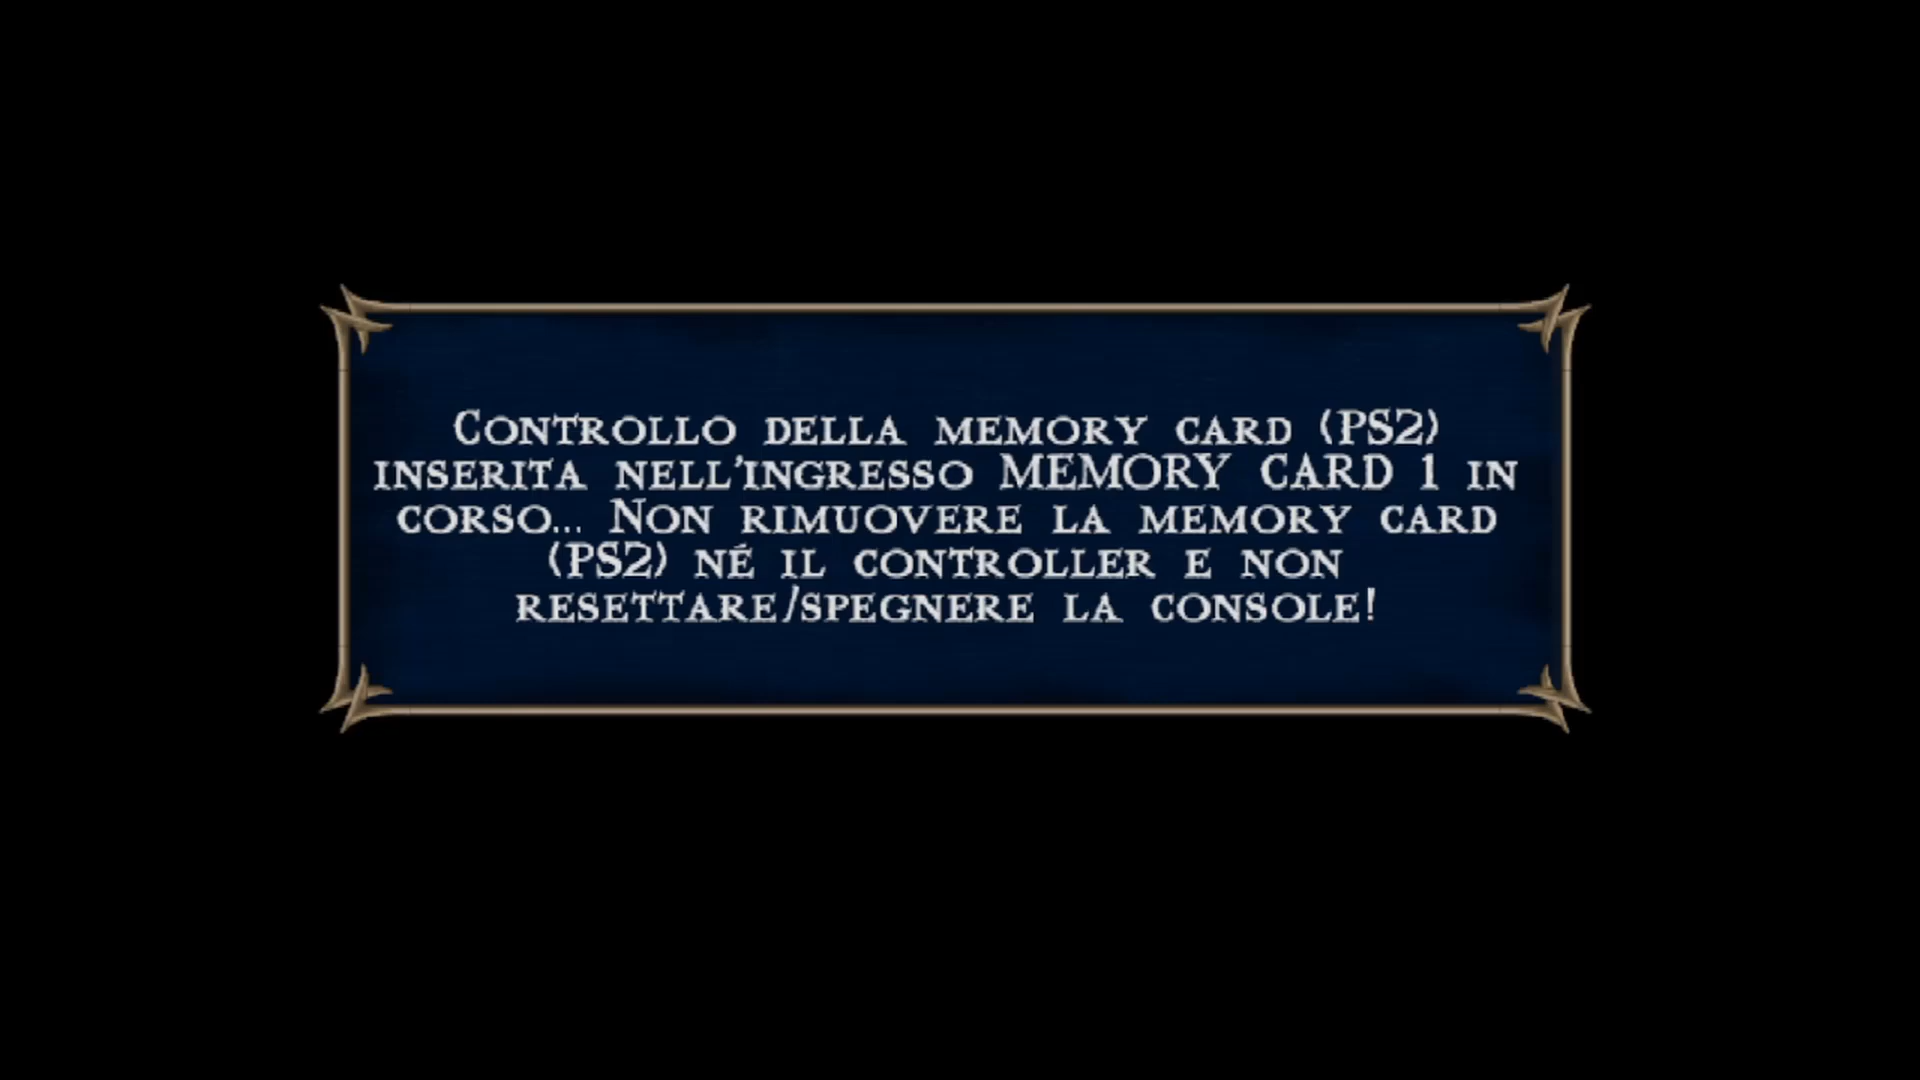 Controllo della memory card (PS2)
inserita nell'ingresso MEMORY CARD 1 in
corso... Non rimuovere la memory card
(PS2) né il controller e non
resettare/spegnere la console!